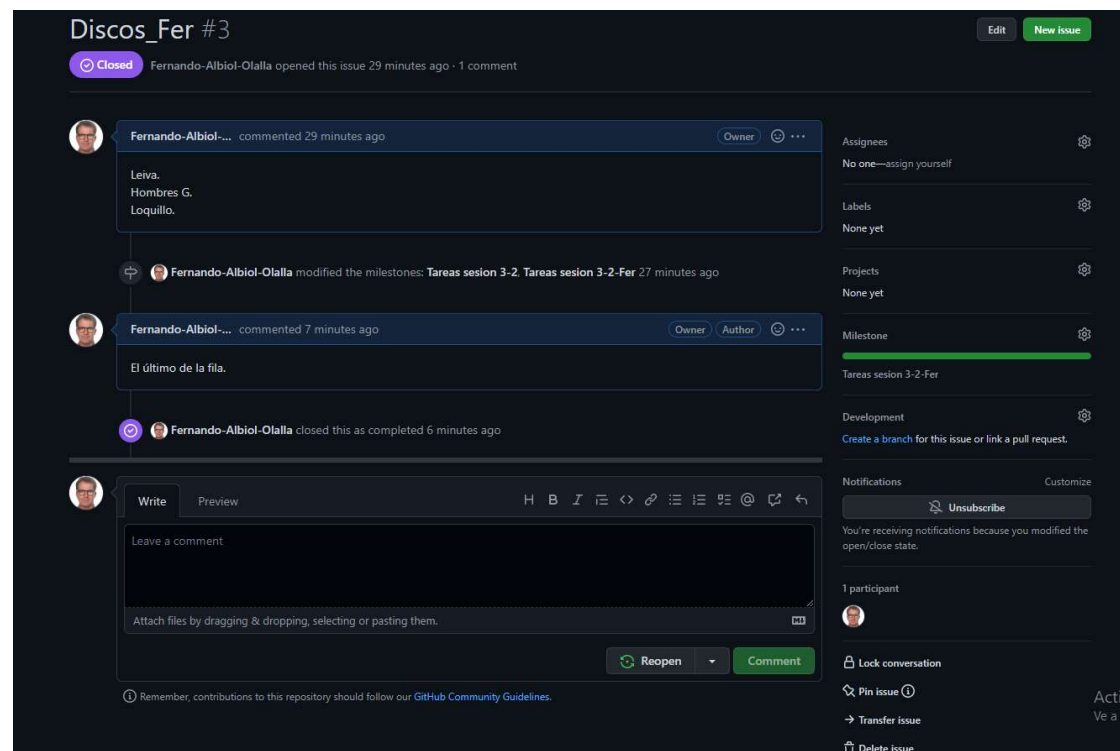 Discos_Fer #3
Edit
New issue
Closed
Fernando-Albiol-Olalla opened this issue 29 minutes ago · 1 comment
Fernando-Albiol-... commented 29 minutes ago
Owner
Leiva.
Hombres G.
Loquillo.
Fernando-Albiol-Olalla modified the milestones: Tareas sesion 3-2, Tareas sesion 3-2-Fer 27 minutes ago
Fernando-Albiol-... commented 7 minutes ago
Owner
Author
El último de la fila.
Fernando-Albiol-Olalla closed this as completed 6 minutes ago
Write
Preview
Leave a comment
Attach files by dragging & dropping, selecting or pasting them.
Reopen
Comment
Remember, contributions to this repository should follow our GitHub Community Guidelines.
Assignees
No one—assign yourself
Labels
None yet
Projects
None yet
Milestone
Tareas sesion 3-2-Fer
Development
Create a branch for this issue or link a pull request.
Notifications
Customize
Unsubscribe
You're receiving notifications because you modified the
open/close state.
1 participant
Lock conversation
Pin issue
Transfer issue
Delete issue
Acti
Ve a